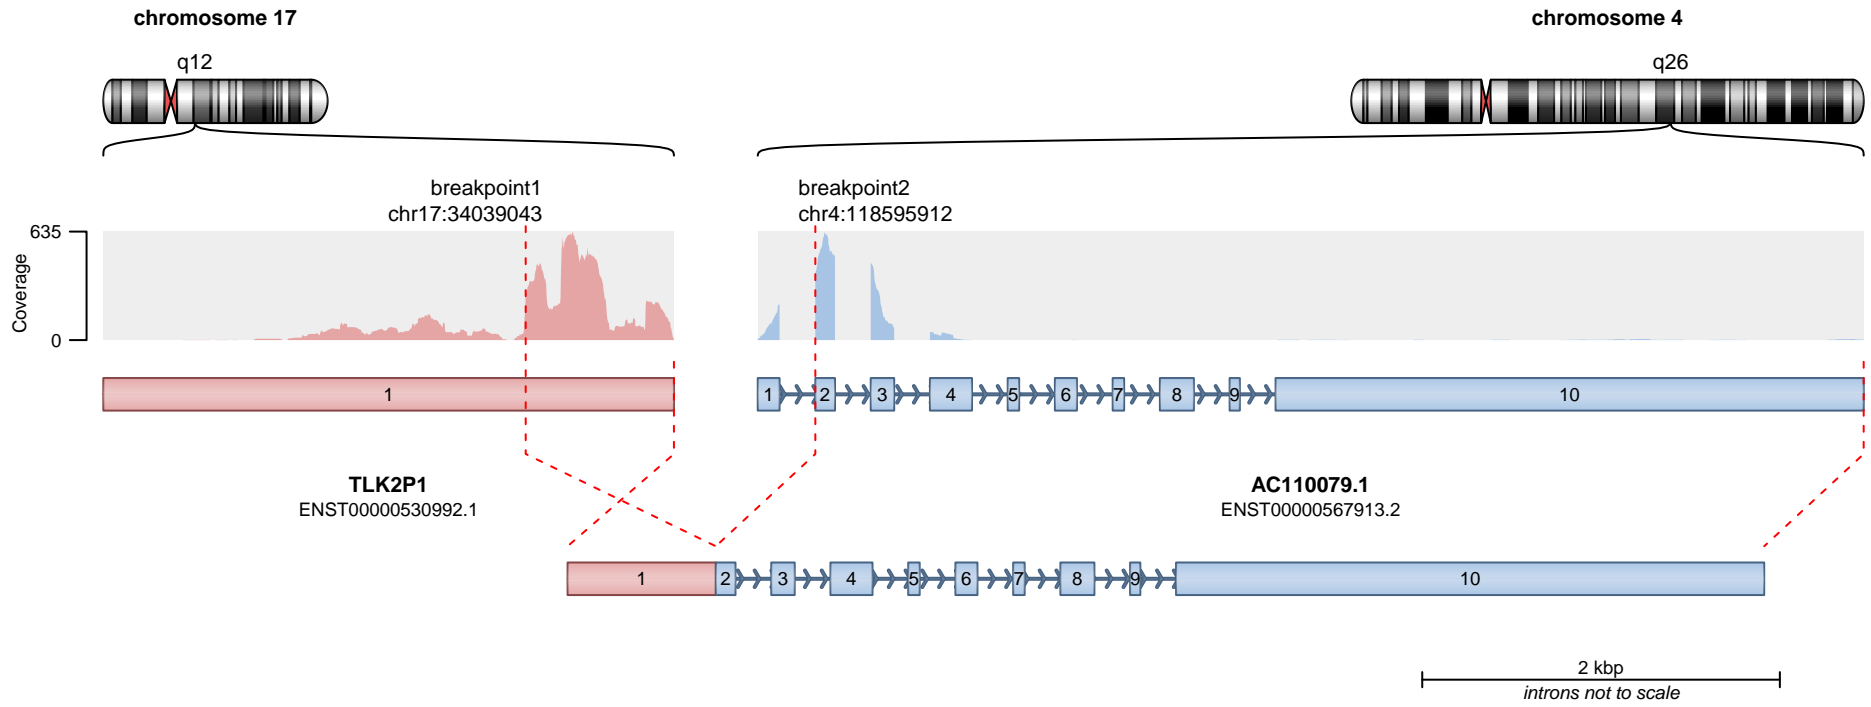 chromosome 17
chromosome 4
q12
q26
breakpoint1
chr17:34039043
breakpoint2
chr4:118595912
635
0
Coverage
1
1 2 3 4 5 6 7 8 9 10
TLK2P1
ENST00000530992.1
AC110079.1
ENST00000567913.2
1 2 3 4 5 6 7 8 9 10
2 kbp
introns not to scale